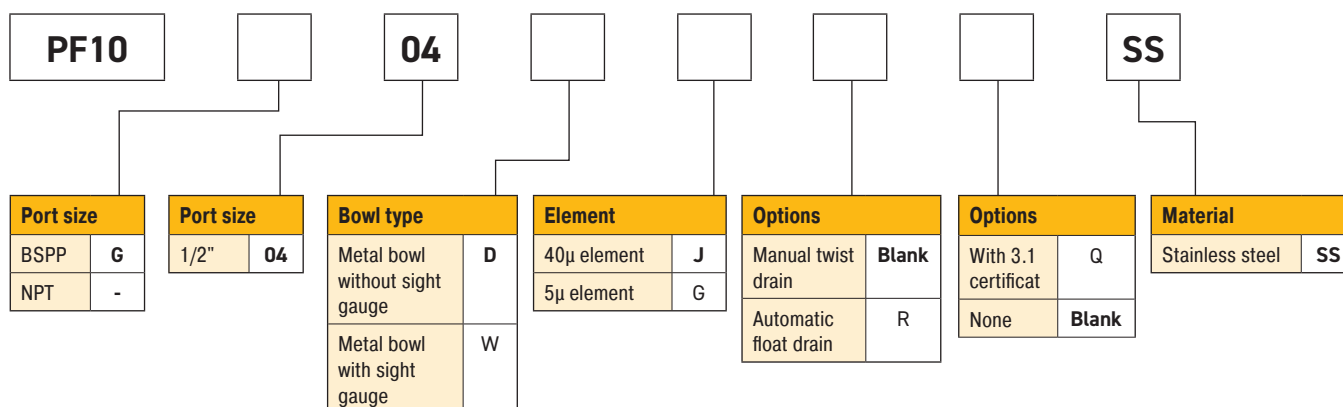 PF10
04
SS
Port size
BSPP G
NPT -
Port size
1/2" 04
Bowl type
Metal bowl D
without sight
gauge
Metal bowl W
with sight
gauge
Element
40µ element J
5µ element G
Options
Manual twist Blank
drain
Automatic R
float drain
Options
With 3.1 Q
certificat
None Blank
Material
Stainless steel SS